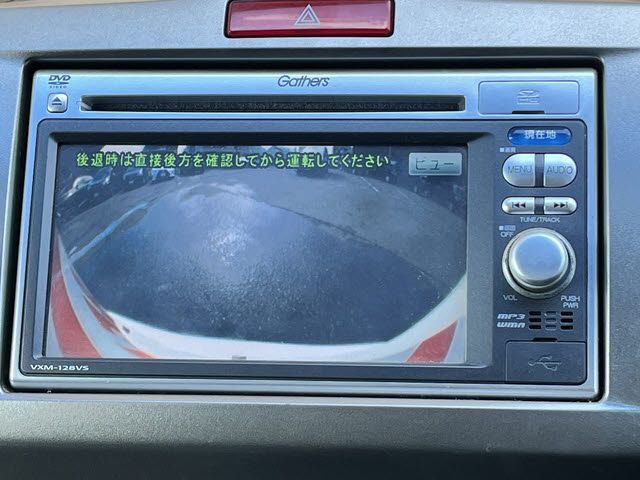 DVD
VIDEO
Gathers
現在地
後退時は直接後方を確認してから運転してください
ビュー
MENU
AUDIO
TUNE/TRACK
OFF
VOL
PUSH
PWR
MP3
WMA
VXM-128VS